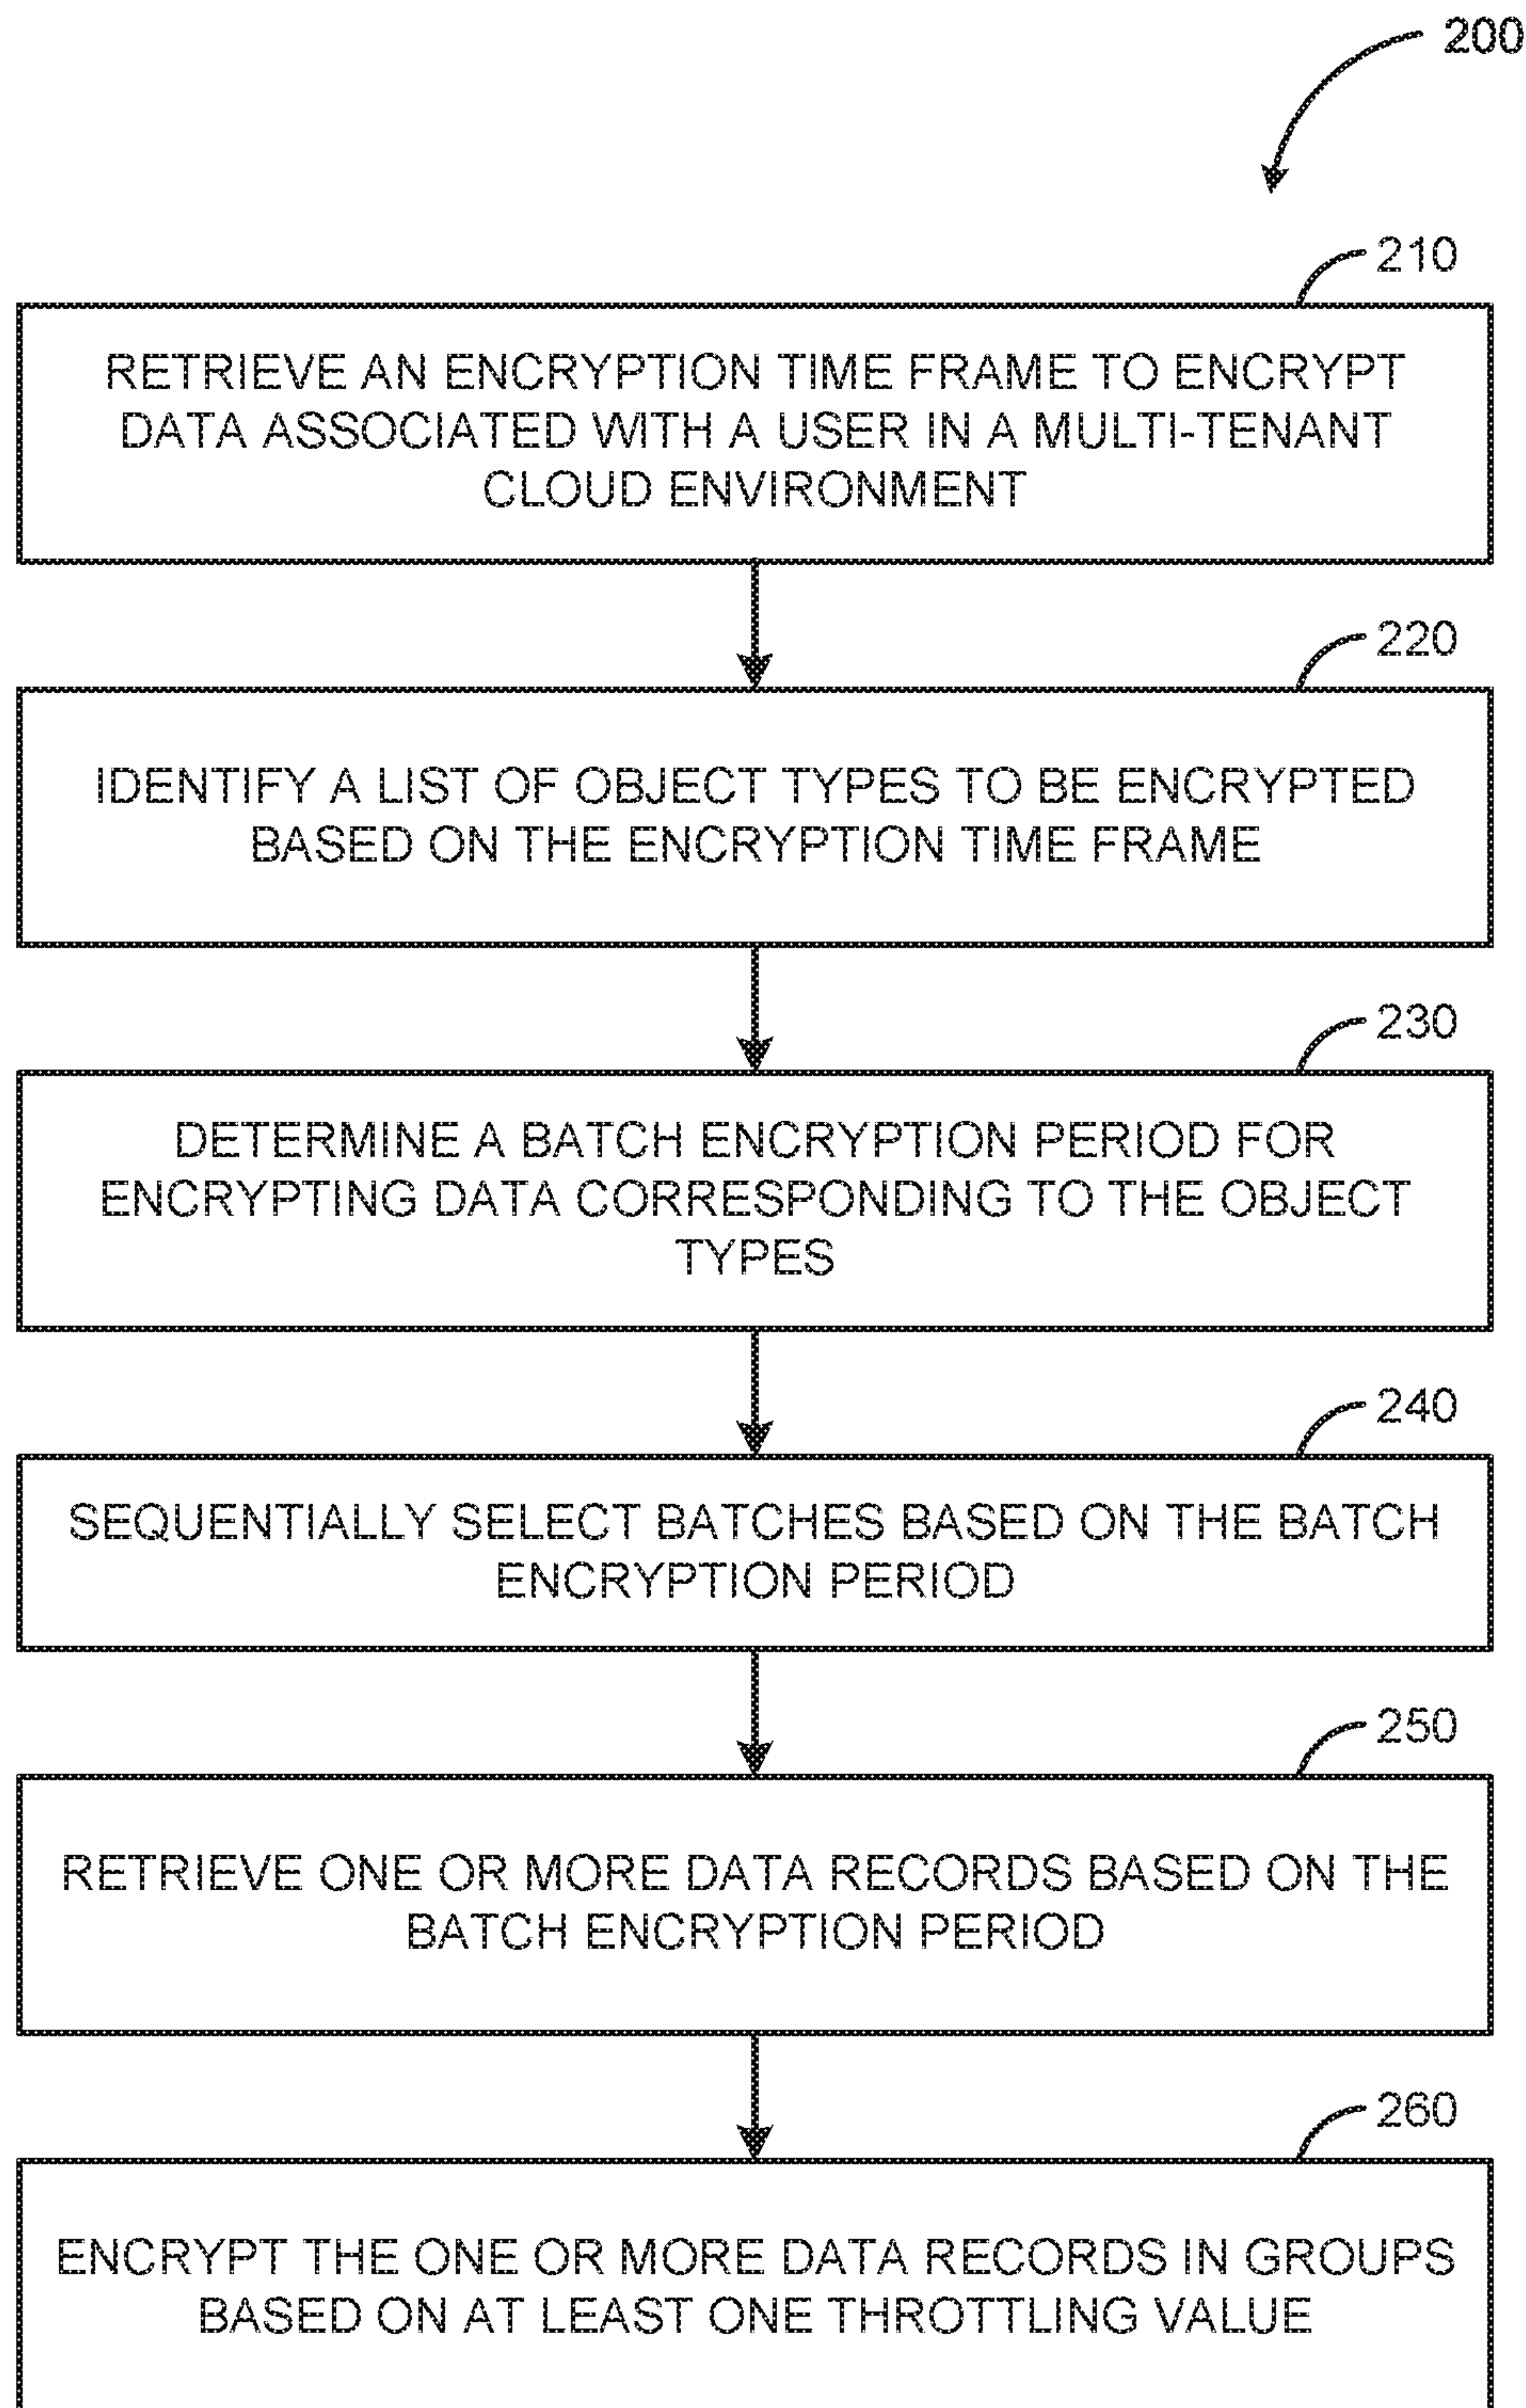 200
210
RETRIEVE AN ENCRYPTION TIME FRAME TO ENCRYPT
DATA ASSOCIATED WITH A USER IN A MULTI-TENANT
CLOUD ENVIRONMENT
220
IDENTIFY A LIST OF OBJECT TYPES TO BE ENCRYPTED
BASED ON THE ENCRYPTION TIME FRAME
230
DETERMINE A BATCH ENCRYPTION PERIOD FOR
ENCRYPTING DATA CORRESPONDING TO THE OBJECT
TYPES
240
SEQUENTIALLY SELECT BATCHES BASED ON THE BATCH
ENCRYPTION PERIOD
250
RETRIEVE ONE OR MORE DATA RECORDS BASED ON THE
BATCH ENCRYPTION PERIOD
260
ENCRYPT THE ONE OR MORE DATA RECORDS IN GROUPS
BASED ON AT LEAST ONE THROTTLING VALUE